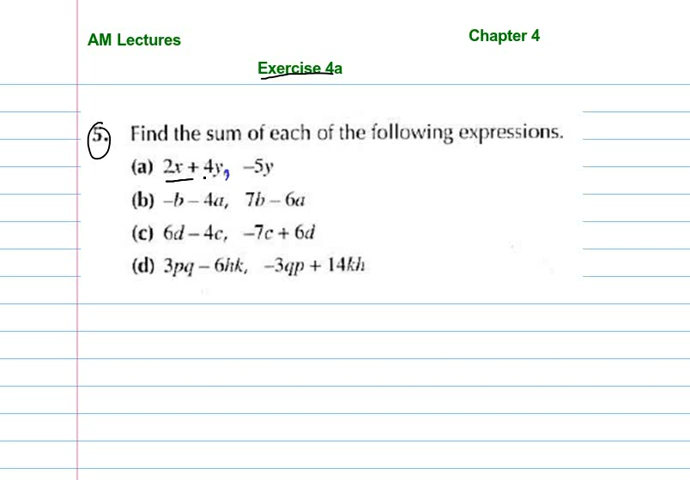 AM Lectures
Chapter 4
Exercise 4a
5. Find the sum of each of the following expressions.
(a) 2x + 4y, -5y
(b) -b - 4a, 7b - 6a
(c) 6d - 4c, -7c + 6d
(d) 3pq - 6hk, -3qp + 14kh